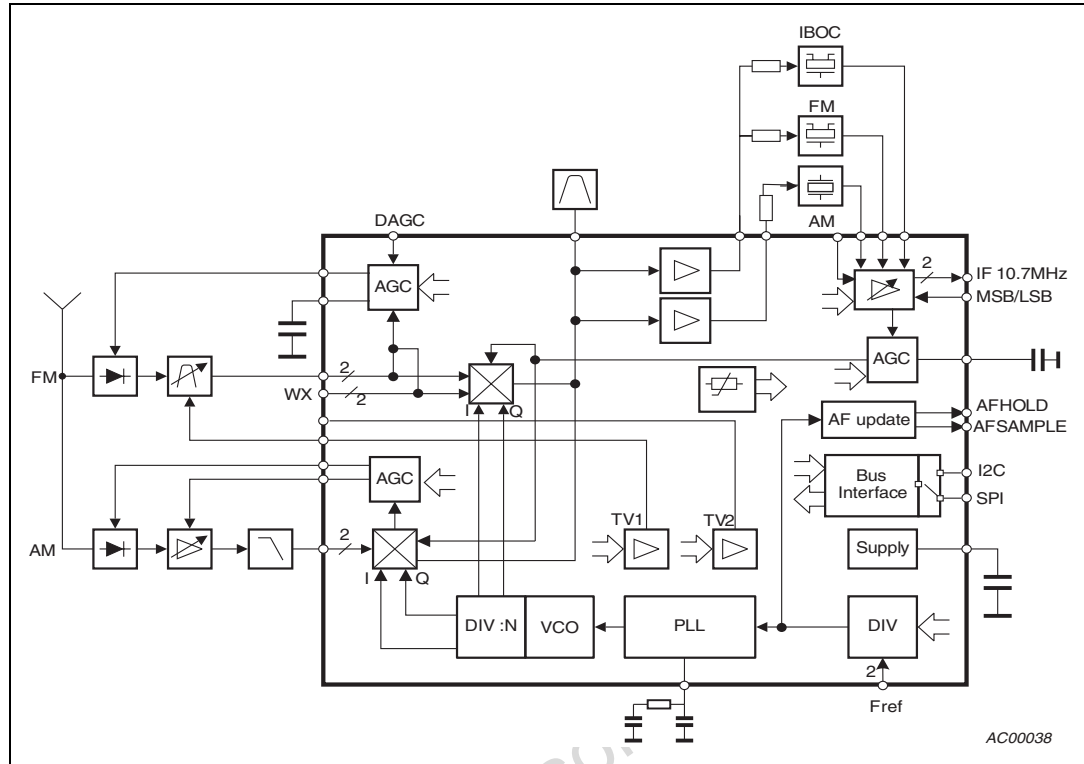 IBOC
FM
AM
DAGC
AGC
2
IF 10.7MHz
MSB/LSB
AGC
FM
2
WX
2
I
Q
AF update
AFHOLD
AFSAMPLE
AGC
Bus
Interface
I2C
SPI
TV1
TV2
AM
2
I
Q
Supply
DIV :N
VCO
PLL
DIV
2
Fref
AC00038